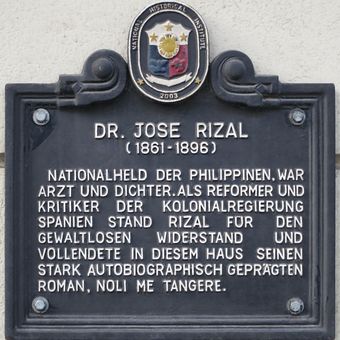 NATIONAL HISTORICAL INSTITUTE
2003
DR. JOSE RIZAL
(1861-1896)
NATIONALHELD DER PHILIPPINEN, WAR
ARZT UND DICHTER. ALS REFORMER UND
KRITIKER DER KOLONIALREGIERUNG
SPANIEN STAND RIZAL FÜR DEN
GEWALTLOSEN WIDERSTAND UND
VOLLENDETE IN DIESEM HAUS SEINEN
STARK AUTOBIOGRAPHISCH GEPRÄGTEN
ROMAN, NOLI ME TANGERE.